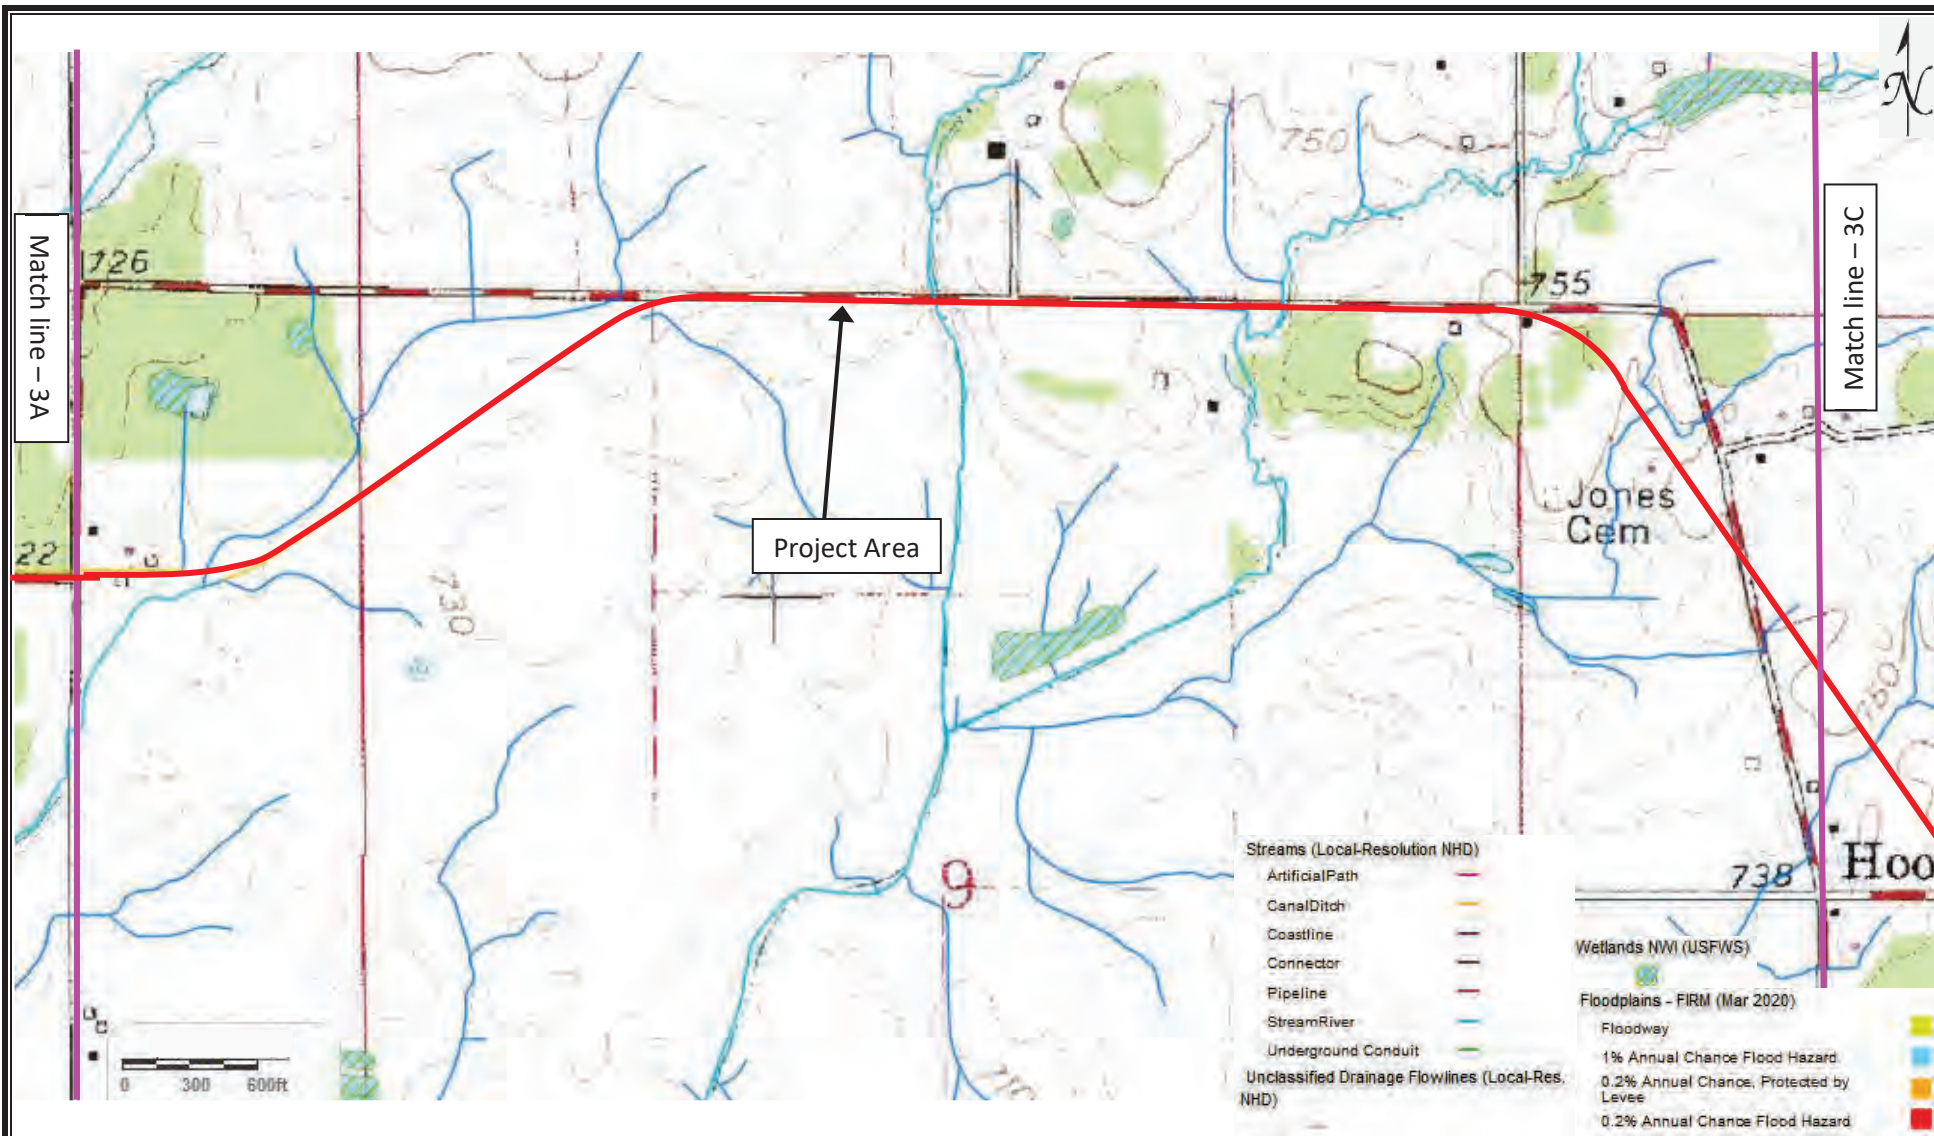 N
750
Match line – 3A
726
755
Match line – 3C
Jones
Cem
22
Project Area
730
750
9
738
Hoo
Streams (Local-Resolution NHD)
ArtificialPath
CanalDitch
Coastline
Connector
Pipeline
StreamRiver
Underground Conduit
Unclassified Drainage Flowlines (Local-Res.
NHD)
Wetlands NWI (USFWS)
Floodplains - FIRM (Mar 2020)
Floodway
1% Annual Chance Flood Hazard
0.2% Annual Chance, Protected by
Levee
0.2% Annual Chance Flood Hazard
0 300 600ft